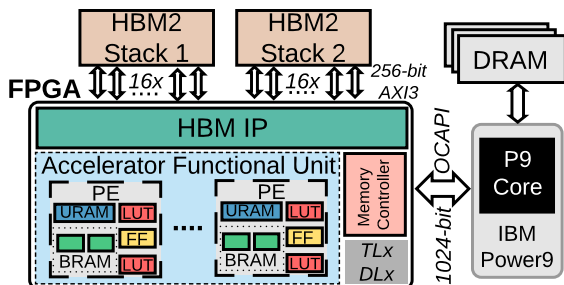 HBM2
Stack 1
HBM2
Stack 2
DRAM
16x
....
16x
....
256-bit
AXI3
FPGA
HBM IP
Accelerator Functional Unit
PE
URAM
LUT
FF
BRAM
LUT
....
PE
URAM
LUT
FF
BRAM
LUT
Memory
Controller
TLx
DLx
OCAPI
1024-bit
P9
Core
IBM
Power9